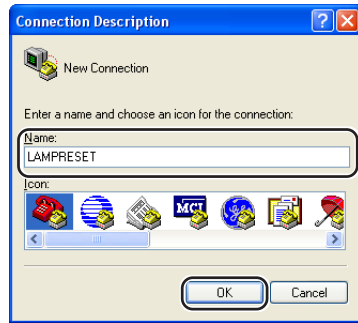 Connection Description
New Connection
Enter a name and choose an icon for the connection:
Name:
LAMPRESET
Icon:
MCI
OK Cancel